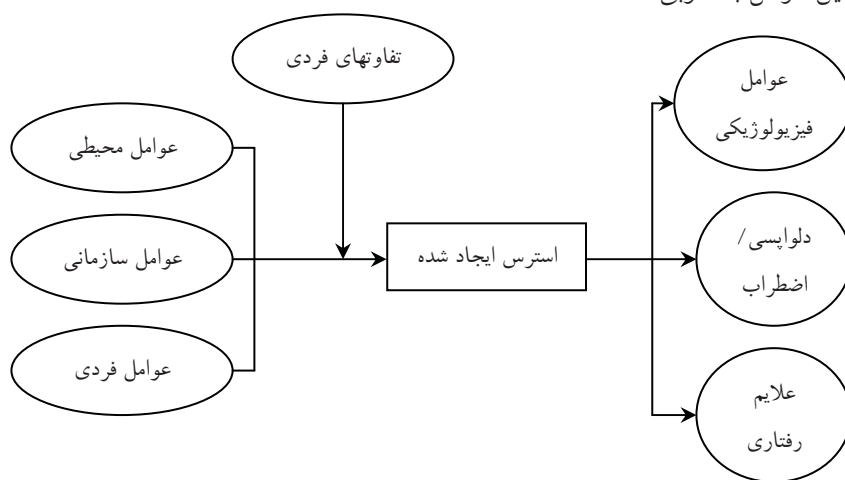 تفاوتهای فردی
عوامل
فیزیولوژیکی
عوامل محیطی
عوامل سازمانی
استرس ایجاد شده
دلواپسی/
اضطراب
عوامل فردی
علایم
رفتاری